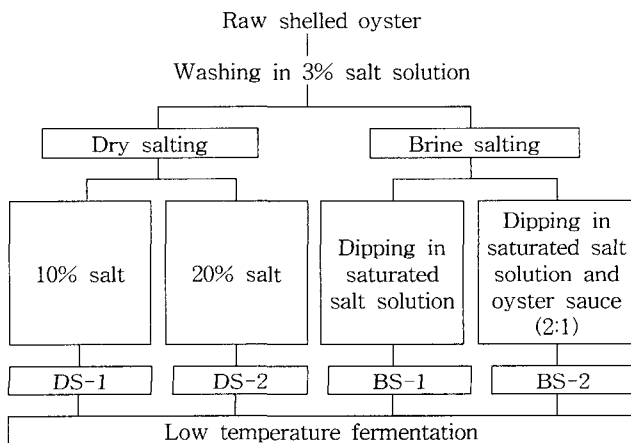 Raw shelled oyster
Washing in 3% salt solution
Dry salting
Brine salting
10% salt
20% salt
Dipping in
saturated
salt solution
Dipping in
saturated salt
solution and
oyster sauce
(2:1)
DS-1
DS-2
BS-1
BS-2
Low temperature fermentation